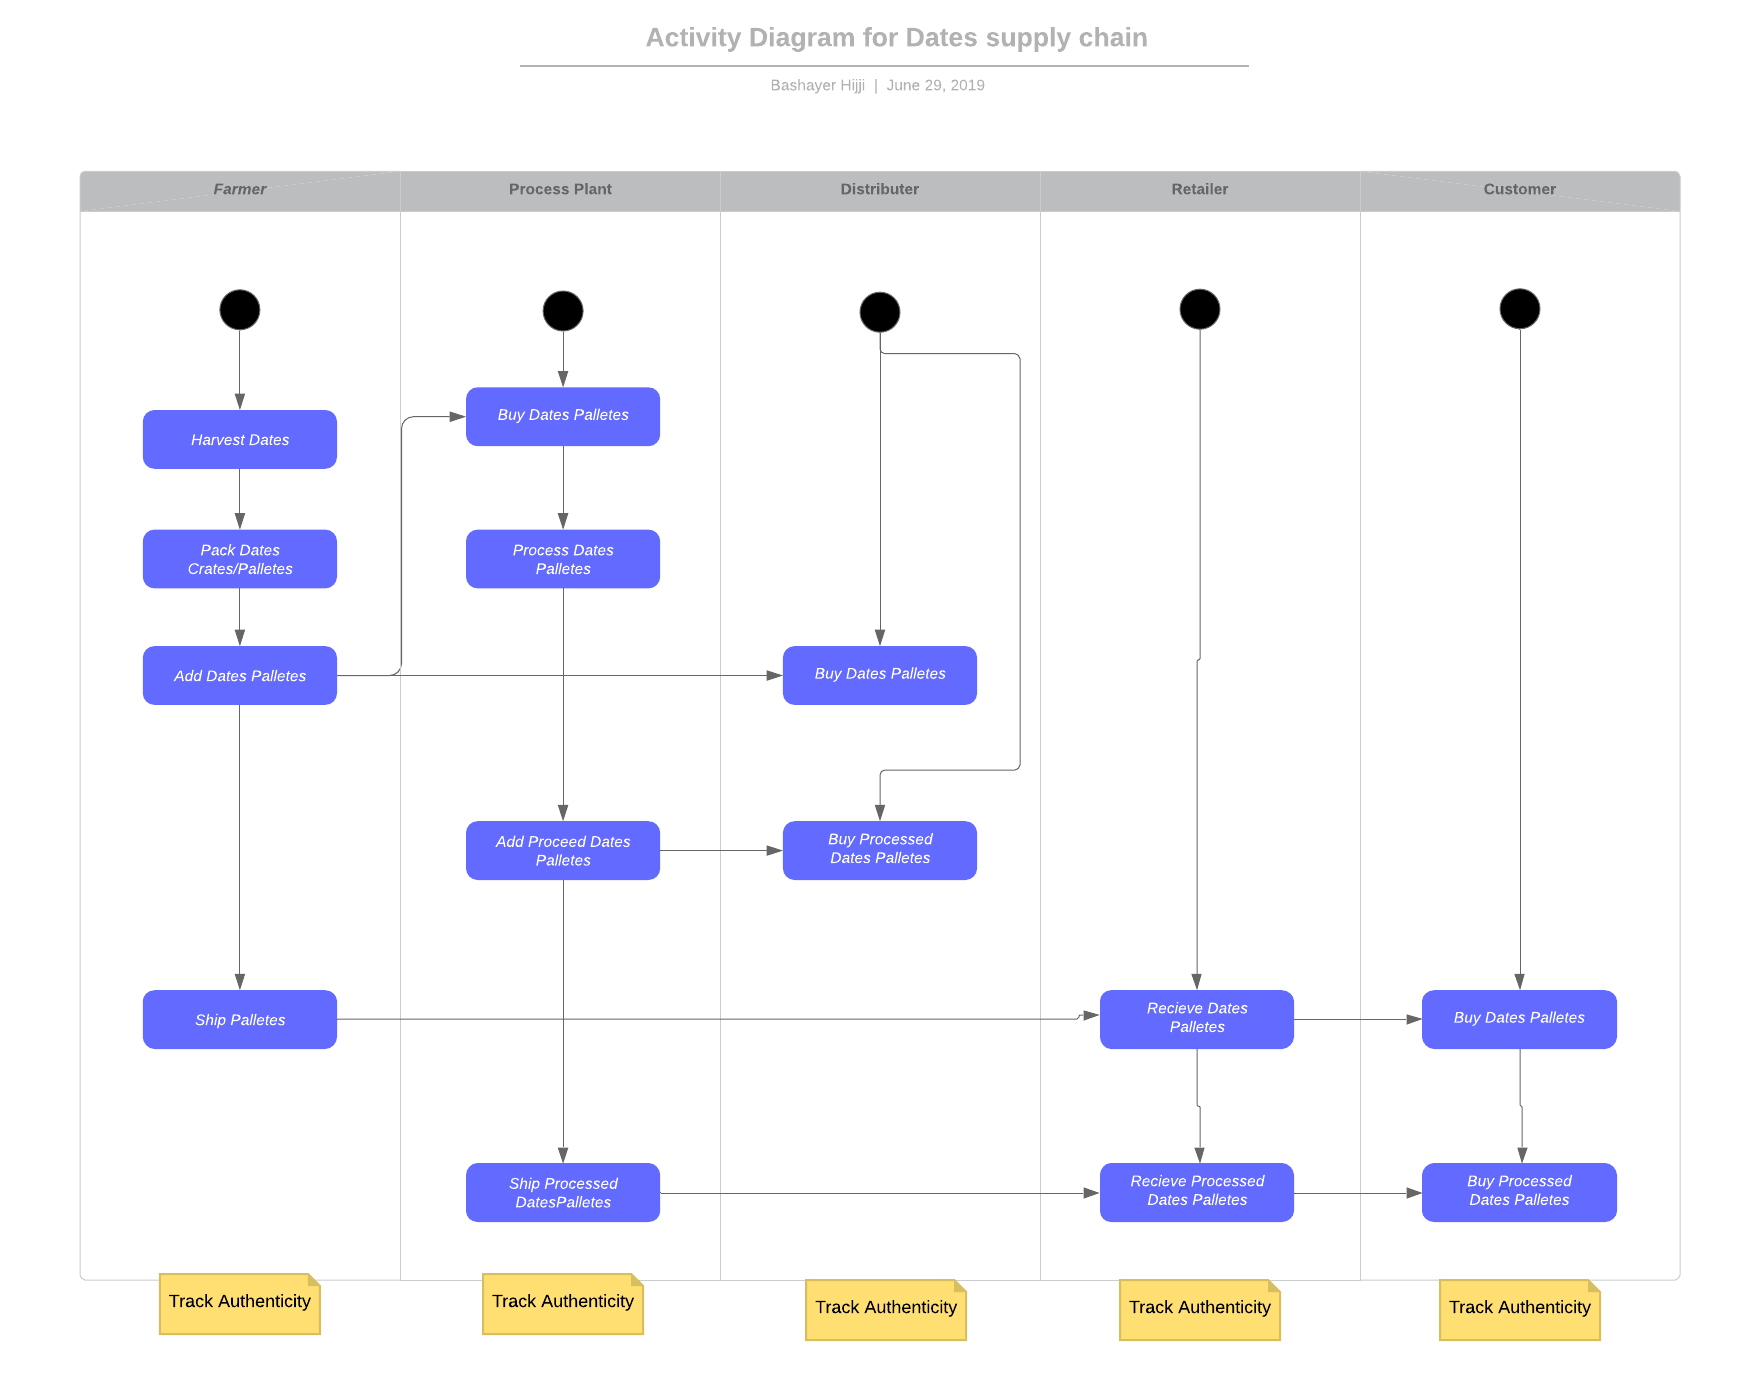 Activity Diagram for Dates supply chain
Bashayer Hijji | June 29, 2019
Farmer
Process Plant
Distributer
Retailer
Customer
Buy Dates Palletes
Harvest Dates
Pack Dates
Crates/Palletes
Process Dates
Palletes
Add Dates Palletes
Buy Dates Palletes
Add Proceed Dates
Palletes
Buy Processed
Dates Palletes
Ship Palletes
Recieve Dates
Palletes
Buy Dates Palletes
Ship Processed
DatesPalletes
Recieve Processed
Dates Palletes
Buy Processed
Dates Palletes
Track Authenticity
Track Authenticity
Track Authenticity
Track Authenticity
Track Authenticity